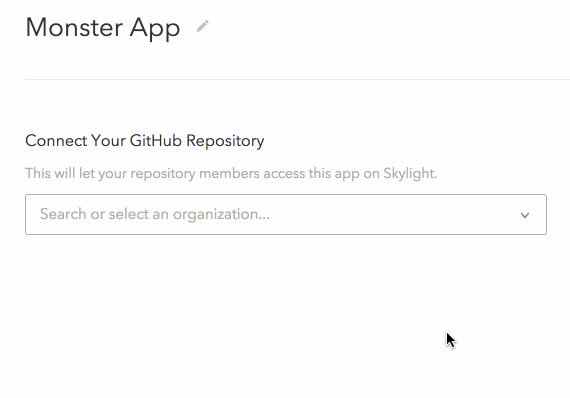 Monster App
Connect Your GitHub Repository
This will let your repository members access this app on Skylight.
Search or select an organization...